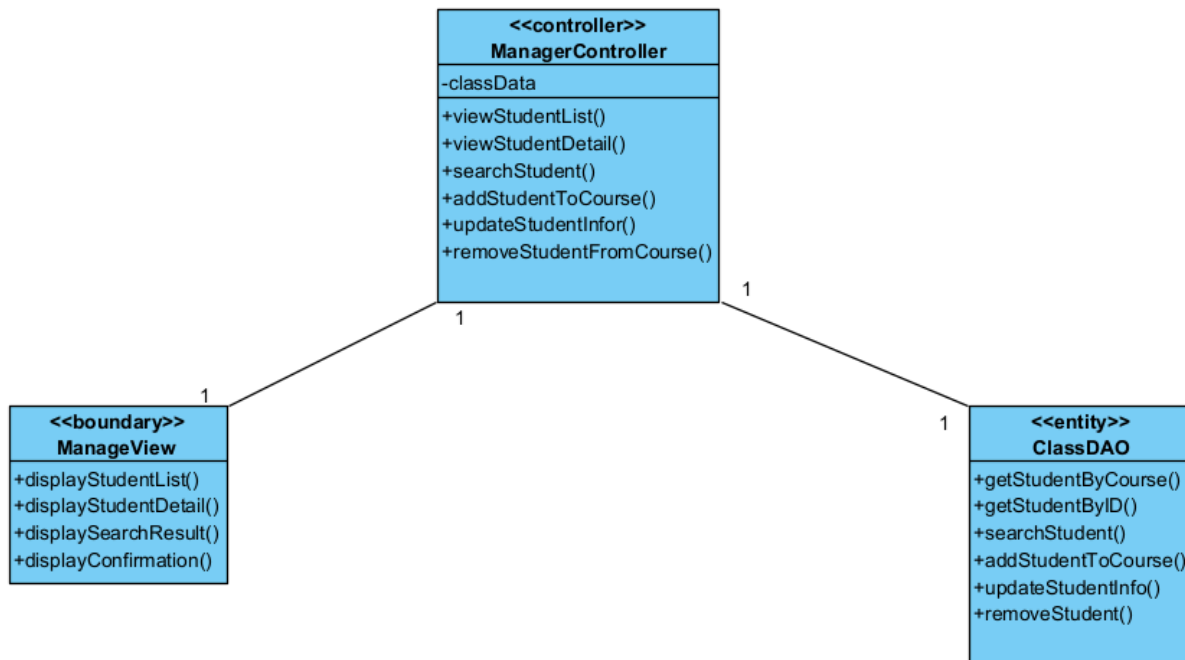 <<controller>>
ManagerController
-classData
+viewStudentList()
+viewStudentDetail()
+searchStudent()
+addStudentToCourse()
+updateStudentInfor()
+removeStudentFromCourse()
1
1
1
1
<<boundary>>
ManageView
+displayStudentList()
+displayStudentDetail()
+displaySearchResult()
+displayConfirmation()
<<entity>>
ClassDAO
+getStudentByCourse()
+getStudentByID()
+searchStudent()
+addStudentToCourse()
+updateStudentInfo()
+removeStudent()